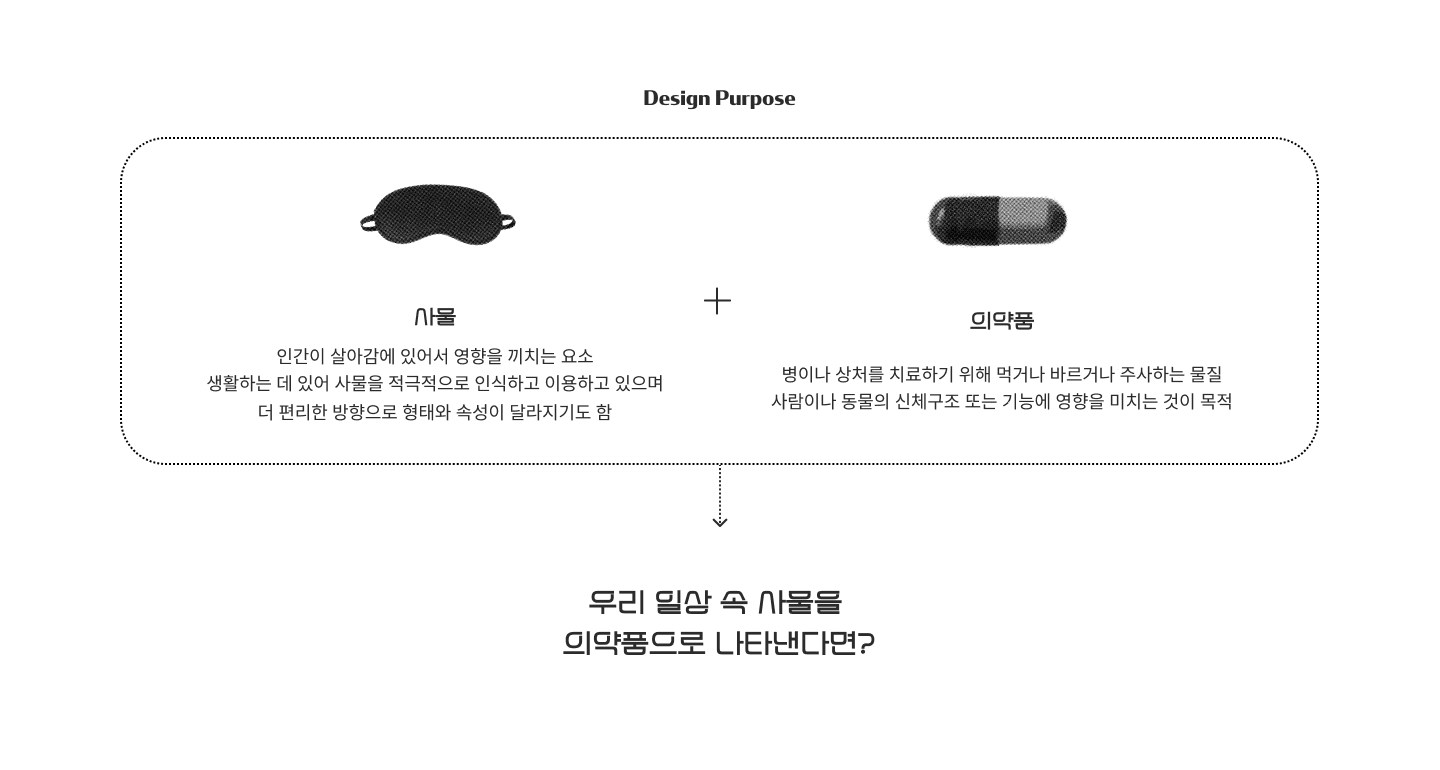 Design Purpose
사물
인간이 살아감에 있어서 영향을 끼치는 요소
생활하는 데 있어 사물을 적극적으로 인식하고 이용하고 있으며
더 편리한 방향으로 형태와 속성이 달라지기도 함
의약품
병이나 상처를 치료하기 위해 먹거나 바르거나 주사하는 물질
사람이나 동물의 신체구조 또는 기능에 영향을 미치는 것이 목적
우리 일상 속 사물을
의약품으로 나타낸다면?